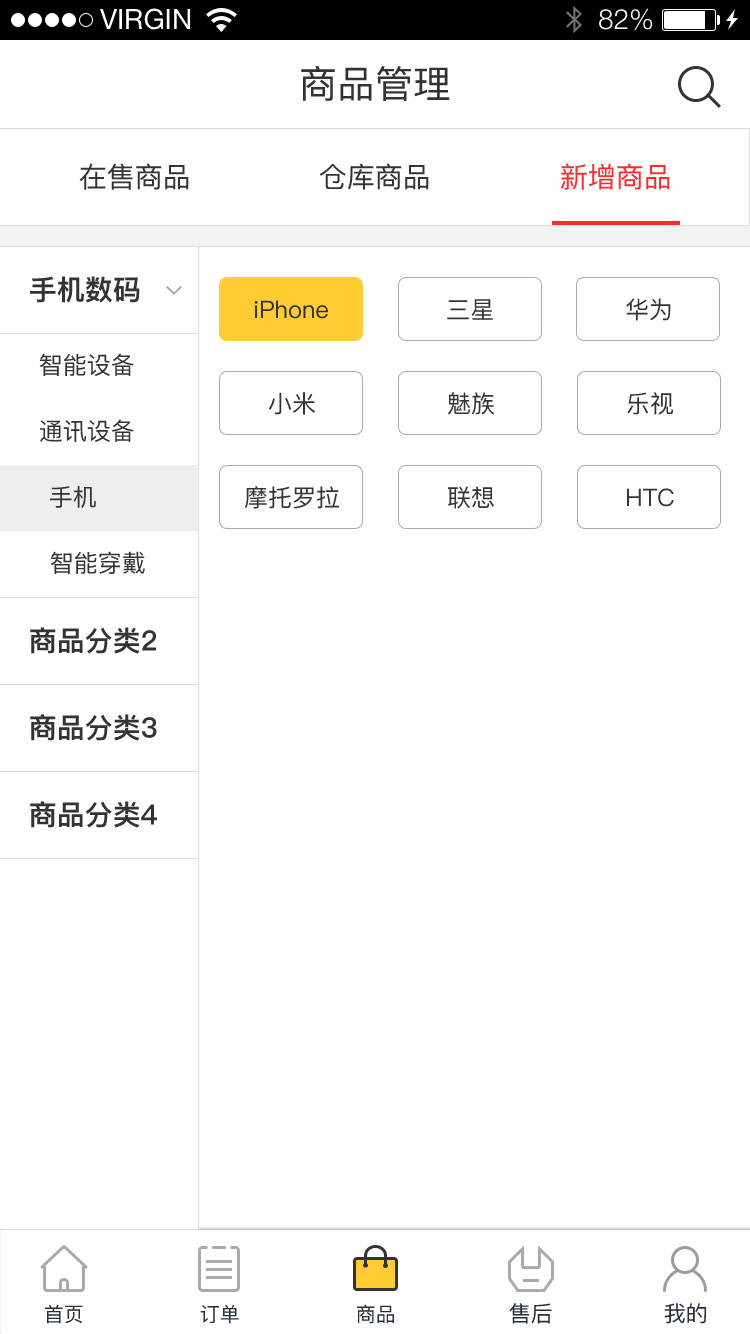 VIRGIN 82%
商品管理
在售商品 仓库商品 新增商品
手机数码
智能设备
通讯设备
手机
智能穿戴
商品分类2
商品分类3
商品分类4
iPhone 三星 华为
小米 魅族 乐视
摩托罗拉 联想 HTC
首页 订单 商品 售后 我的